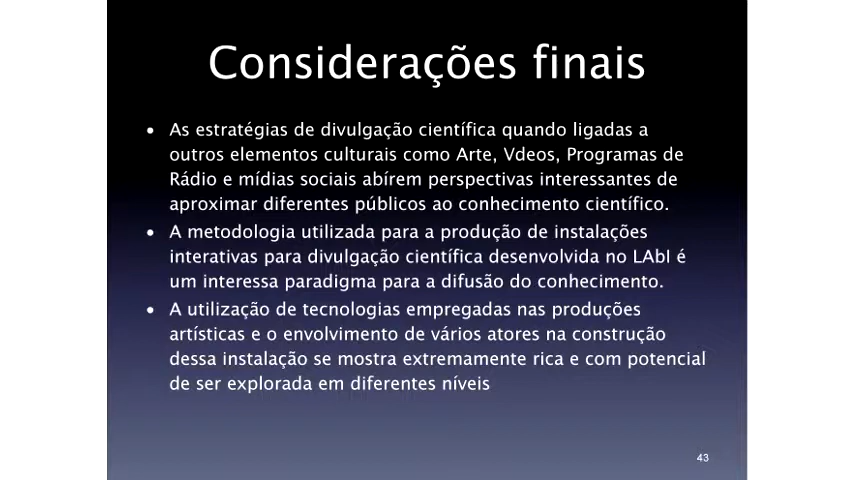 Considerações finais
• As estratégias de divulgação científica quando ligadas a
outros elementos culturais como Arte, Vdeos, Programas de
Rádio e mídias sociais abírem perspectivas interessantes de
aproximar diferentes públicos ao conhecimento científico.
• A metodologia utilizada para a produção de instalações
interativas para divulgação científica desenvolvida no LAbI é
um interessa paradigma para a difusão do conhecimento.
• A utilização de tecnologias empregadas nas produções
artísticas e o envolvimento de vários atores na construção
dessa instalação se mostra extremamente rica e com potencial
de ser explorada em diferentes níveis
43